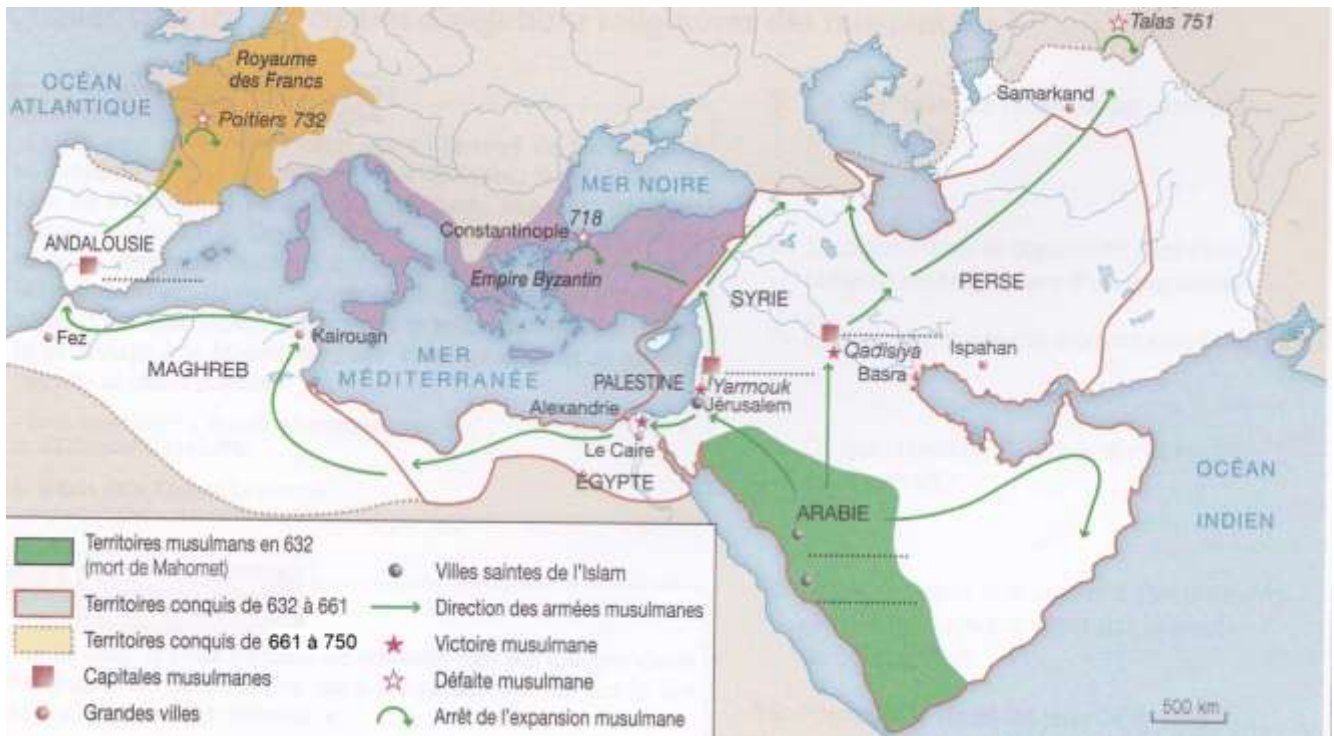 Talas 751
Royaume
des Francs
OCÉAN
ATLANTIQUE
Poitiers 732
Samarkand
MER NOIRE
718
Constantinople
ANDALOUSIE
Empire Byzantin
PERSE
SYRIE
Fez
Kairouan
MER
MÉDITERRANÉE
MAGHREB
Qadisiya
Ispahan
Basra
PALESTINE
Yarmouk
Jérusalem
Alexandrie
Le Caire
ÉGYPTE
OCÉAN
INDIEN
ARABIE
Territoires musulmans en 632
(mort de Mahomet)
Territoires conquis de 632 à 661
Territoires conquis de 661 à 750
Capitales musulmanes
Grandes villes
Villes saintes de l'Islam
Direction des armées musulmanes
Victoire musulmane
Défaite musulmane
Arrêt de l'expansion musulmane
500 km